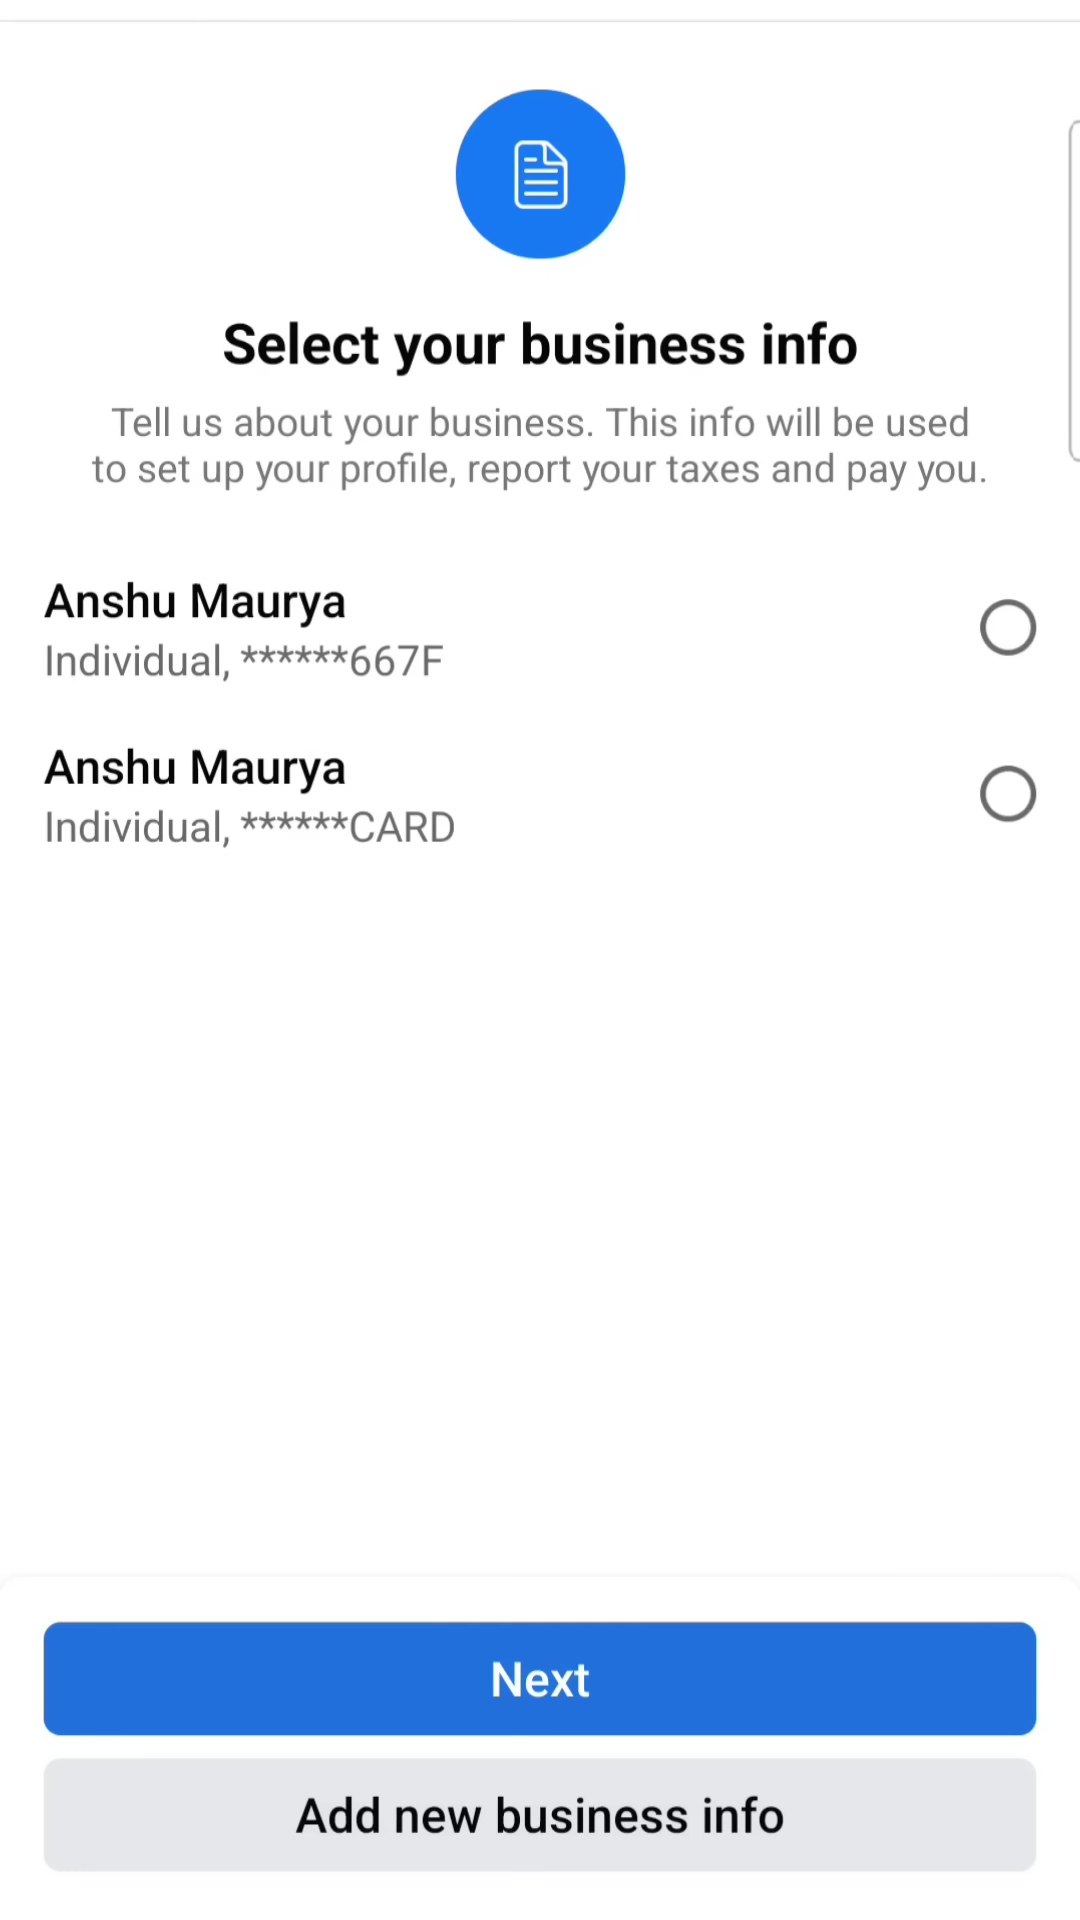 Select your business info
Tell us about your business. This info will be used
to set up your profile, report your taxes and pay you.
Anshu Maurya
Individual, ******667F
Anshu Maurya
Individual, ******CARD
Next
Add new business info